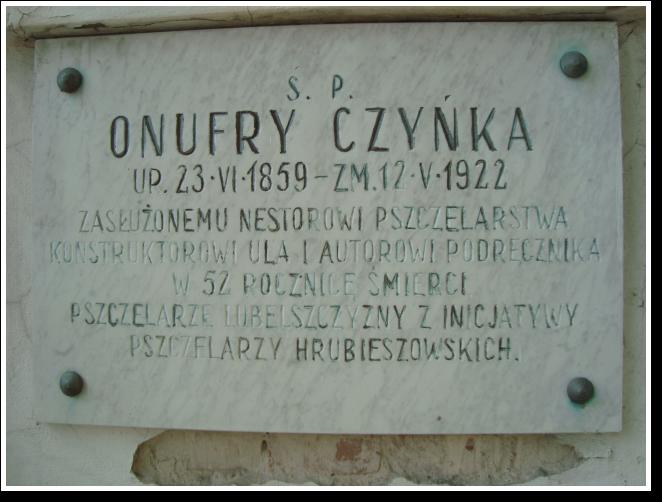 Ś. P.
ONUFRY CZYŃKA
UR. 23·VI·1859 – ZM. 12·V·1922
ZASŁUŻONEMU NESTOROWI PSZCZELARSTWA
KONSTRUKTOROWI ULA I AUTOROWI PODRĘCZNIKA
W 52 ROCZNICĘ ŚMIERCI
PSZCZELARZE LUBELSZCZYZNY Z INICJATYWY
PSZCZELARZY HRUBIESZOWSKICH.